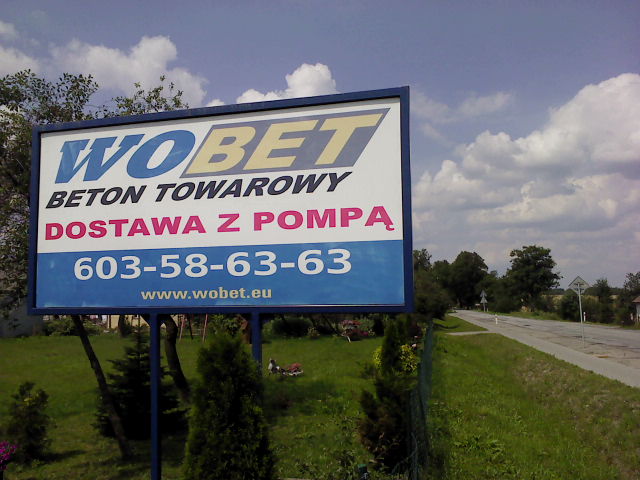 WOBET
BETON TOWAROWY
DOSTAWA Z POMPĄ
603-58-63-63
www.wobet.eu